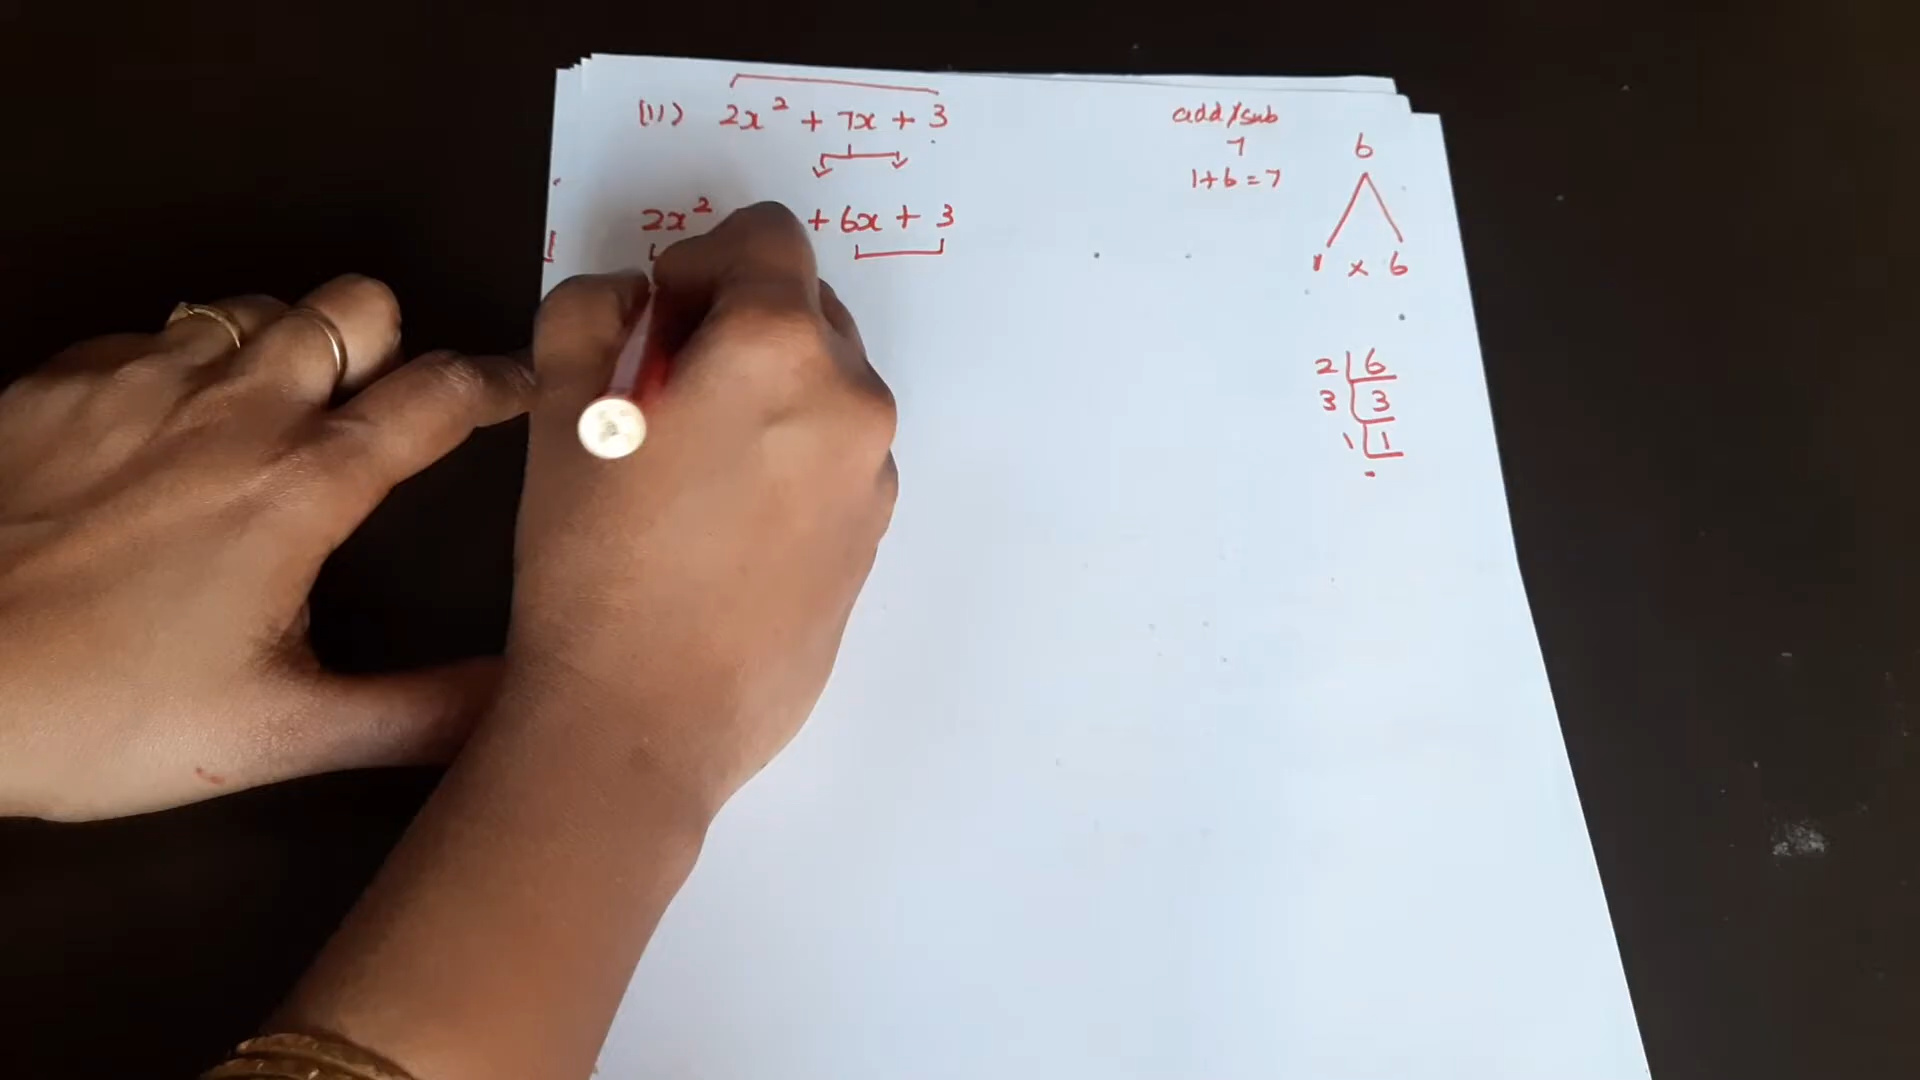 (11) 2x² + 7x + 3
2x² + 6x + 3
add/sub
7
1+6=7
6
1 x 6
2 6
3 3
1 1